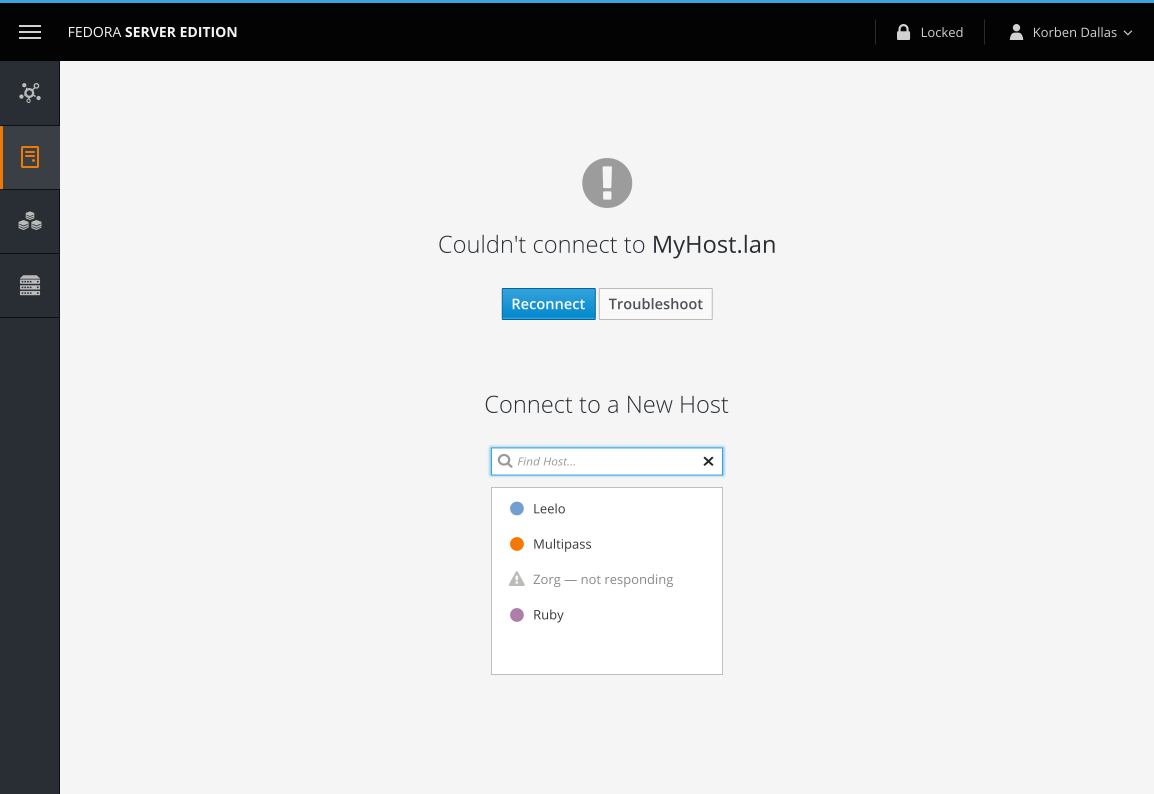 FEDORA SERVER EDITION
Locked
Korben Dallas
Couldn't connect to MyHost.lan
Reconnect
Troubleshoot
Connect to a New Host
Find Host...
Leelo
Multipass
Zorg — not responding
Ruby